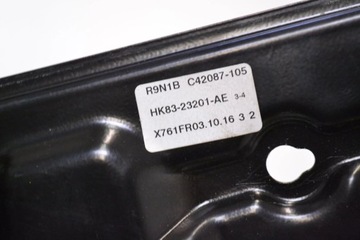 R9N1B C42087-105
HK83-23201-AE 3-4
X761FR03.10.16 3 2